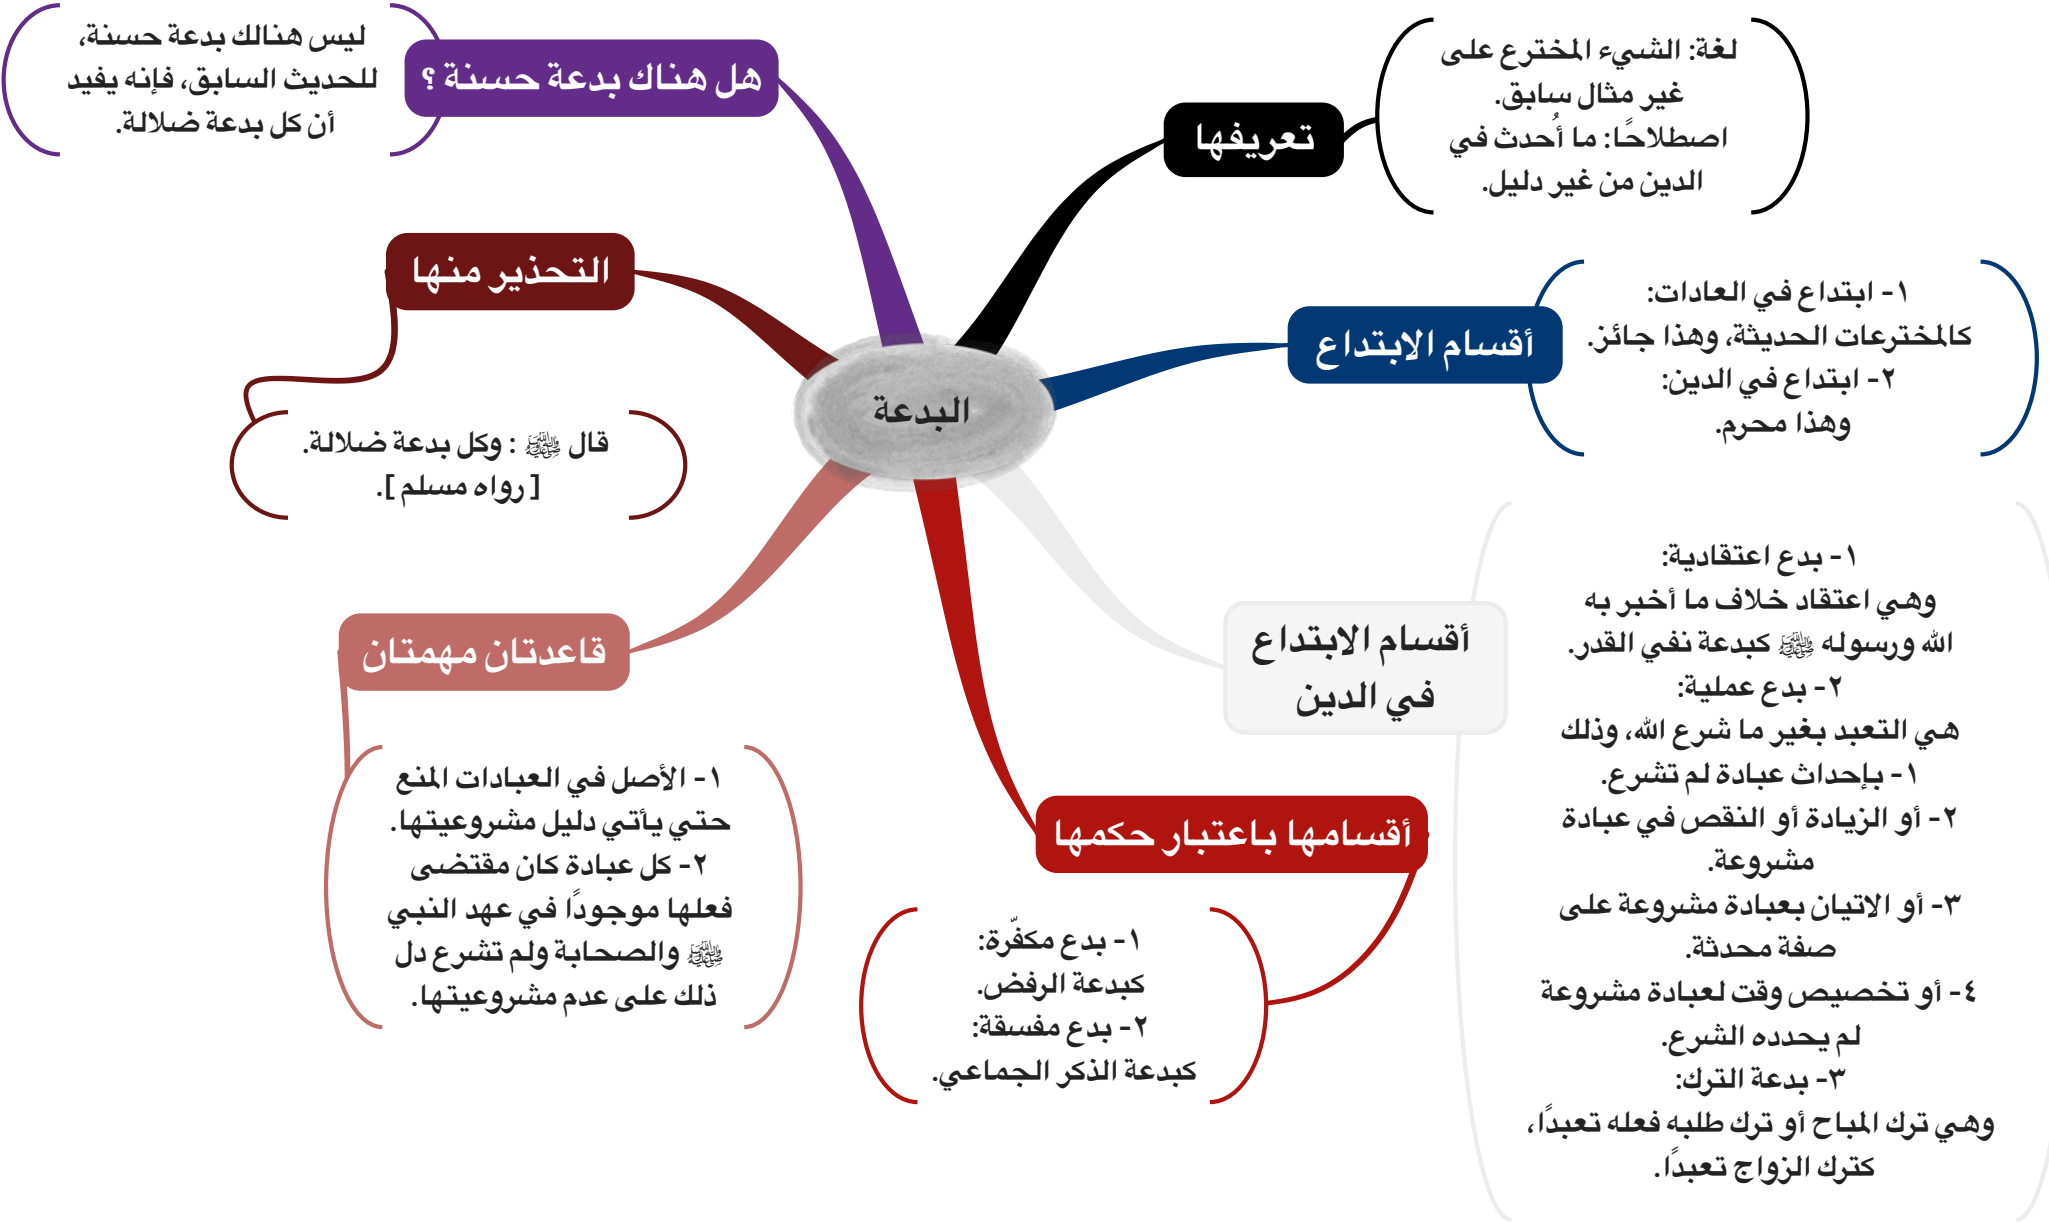 البدعة
تعريفها
لغة: الشيء المخترع على
غير مثال سابق.
اصطلاحًا: ما أُحدث في
الدين من غير دليل.
أقسام الابتداع
١- ابتداع في العادات:
كالمخترعات الحديثة، وهذا جائز.
٢- ابتداع في الدين:
وهذا محرم.
أقسام الابتداع
في الدين
١- بدع اعتقادية:
وهي اعتقاد خلاف ما أخبر به
الله ورسوله ﷺ كبدعة نفي القدر.
٢- بدع عملية:
هي التعبد بغير ما شرع الله، وذلك
١- بإحداث عبادة لم تشرع.
٢- أو الزيادة أو النقص في عبادة
مشروعة.
٣- أو الاتيان بعبادة مشروعة على
صفة محدثة.
٤- أو تخصيص وقت لعبادة مشروعة
لم يحدده الشرع.
٣- بدعة الترك:
وهي ترك المباح أو ترك طلبه فعله تعبدًا،
كترك الزواج تعبدًا.
أقسامها باعتبار حكمها
١- بدع مكفّرة:
كبدعة الرفض.
٢- بدع مفسقة:
كبدعة الذكر الجماعي.
قاعدتان مهمتان
١- الأصل في العبادات المنع
حتي يأتي دليل مشروعيتها.
٢- كل عبادة كان مقتضى
فعلها موجودًا في عهد النبي
ﷺ والصحابة ولم تشرع دل
ذلك على عدم مشروعيتها.
التحذير منها
قال ﷺ : وكل بدعة ضلالة.
[رواه مسلم].
هل هناك بدعة حسنة ؟
ليس هنالك بدعة حسنة،
للحديث السابق، فإنه يفيد
أن كل بدعة ضلالة.